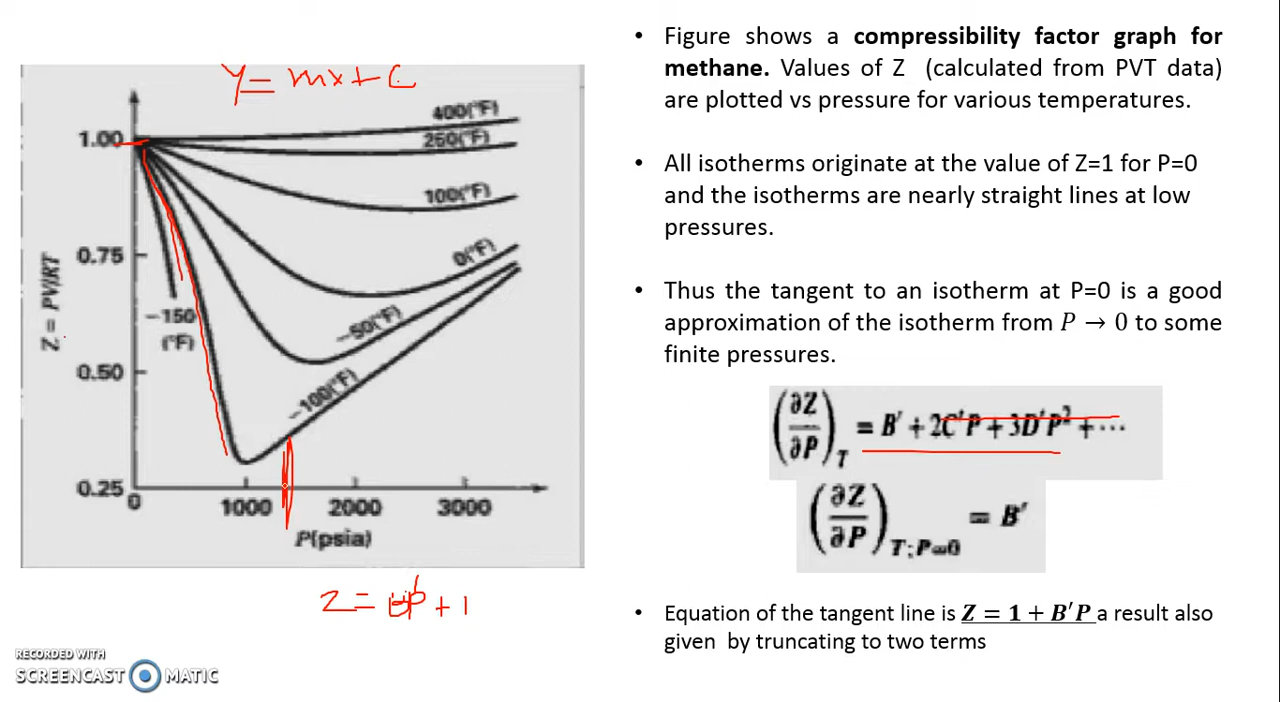 y = mx + C
400(°F)
1.00
260(°F)
100(°F)
0.75
0(°F)
Z = PV/RT
-150
(°F)
-50(°F)
0.50
-100(°F)
0.25
0
1000
2000
3000
P(psia)
Z = P + 1
RECORDED WITH
SCREENCAST MATIC
• Figure shows a compressibility factor graph for
methane. Values of Z (calculated from PVT data)
are plotted vs pressure for various temperatures.
• All isotherms originate at the value of Z=1 for P=0
and the isotherms are nearly straight lines at low
pressures.
• Thus the tangent to an isotherm at P=0 is a good
approximation of the isotherm from P → 0 to some
finite pressures.
(∂Z/∂P)T = B' + 2C'P + 3D'P² + ···
(∂Z/∂P)T;P=0 = B'
• Equation of the tangent line is Z = 1 + B'P a result also
given by truncating to two terms